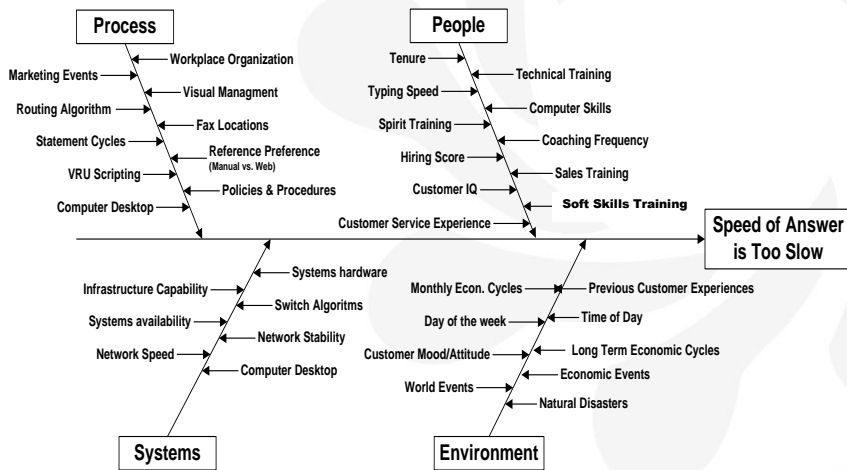 Process
People
Workplace Organization
Marketing Events
Visual Managment
Routing Algorithm
Fax Locations
Statement Cycles
Reference Preference
(Manual vs. Web)
VRU Scripting
Policies & Procedures
Computer Desktop
Tenure
Technical Training
Typing Speed
Computer Skills
Spirit Training
Coaching Frequency
Hiring Score
Sales Training
Customer IQ
Soft Skills Training
Customer Service Experience
Speed of Answer
is Too Slow
Systems hardware
Infrastructure Capability
Switch Algoritms
Systems availability
Network Stability
Network Speed
Computer Desktop
Monthly Econ. Cycles
Previous Customer Experiences
Day of the week
Time of Day
Customer Mood/Attitude
Long Term Economic Cycles
Economic Events
World Events
Natural Disasters
Systems
Environment